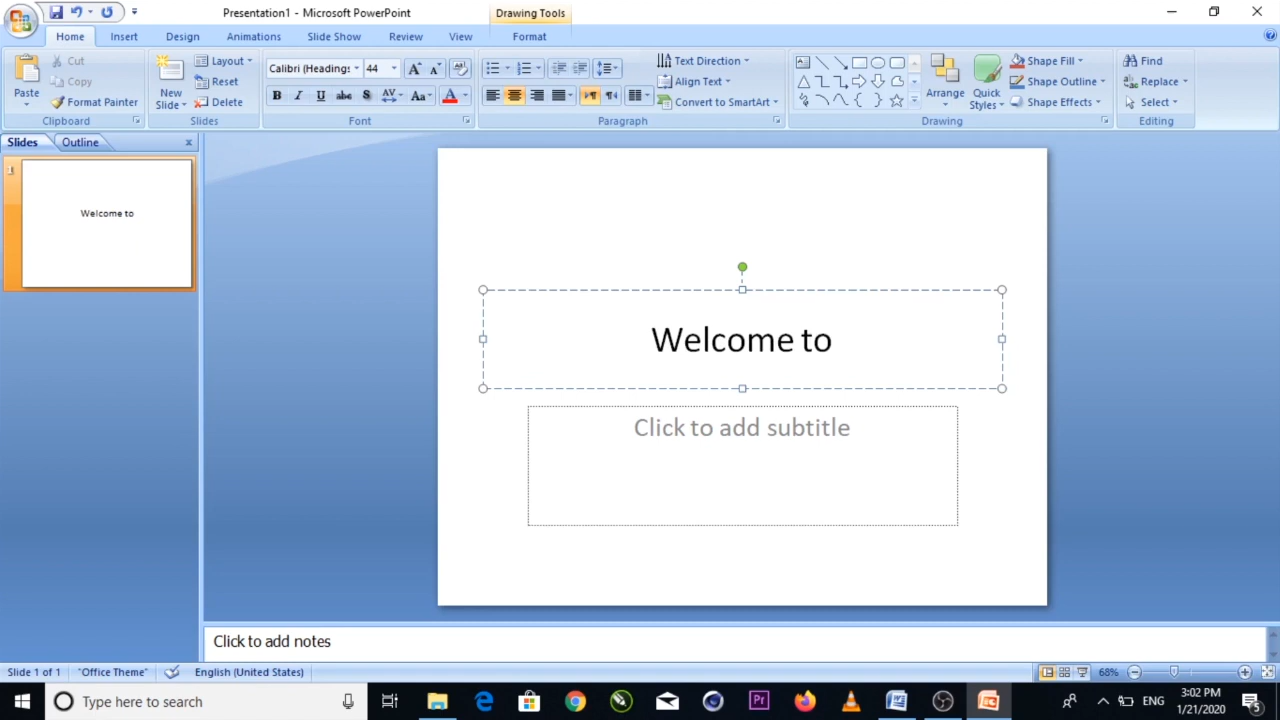 Presentation1 - Microsoft PowerPoint
Drawing Tools
Home Insert Design Animations Slide Show Review View Format
Paste
Cut
Copy
Format Painter
Clipboard
New Slide
Layout
Reset
Delete
Slides
Calibri (Headings
44
B I U abc S AV Aa A
Font
Text Direction
Align Text
Convert to SmartArt
Paragraph
Arrange
Quick Styles
Shape Fill
Shape Outline
Shape Effects
Drawing
Find
Replace
Select
Editing
Slides Outline
1
Welcome to
Welcome to
Click to add subtitle
Click to add notes
Slide 1 of 1 "Office Theme" English (United States) 68%
Type here to search
ENG
3:02 PM
1/21/2020
5